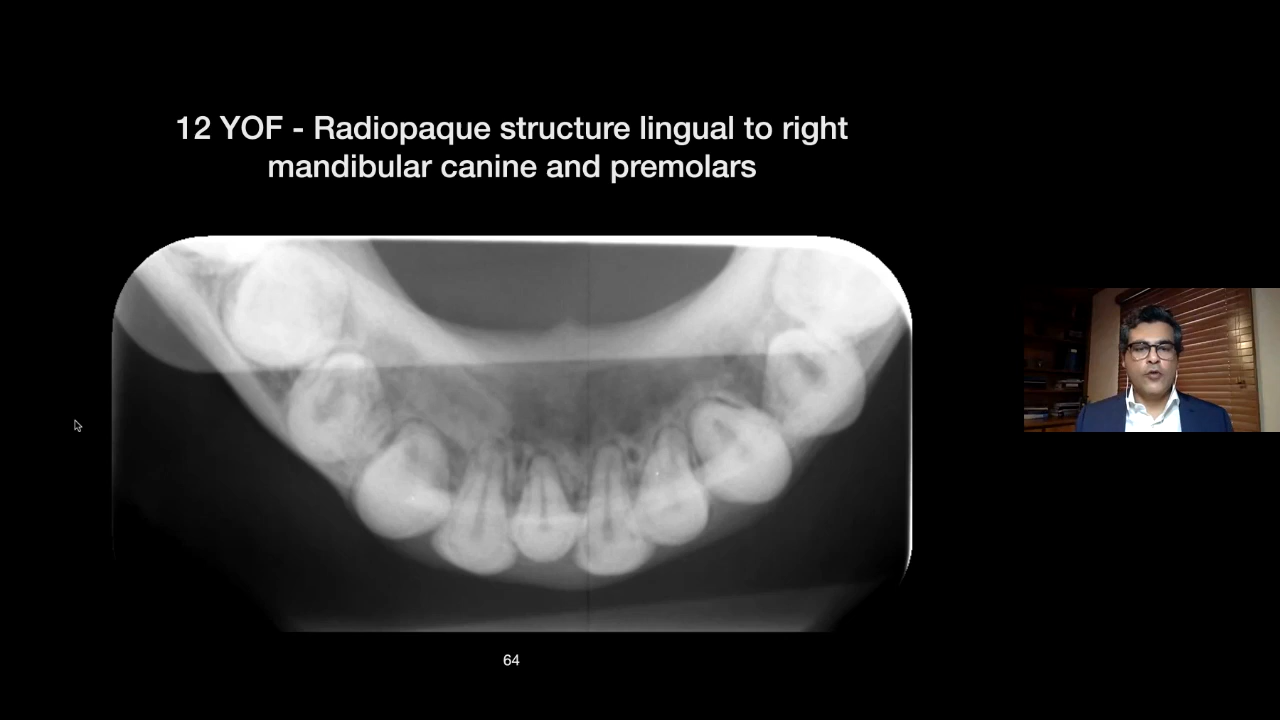 12 YOF - Radiopaque structure lingual to right
mandibular canine and premolars
64